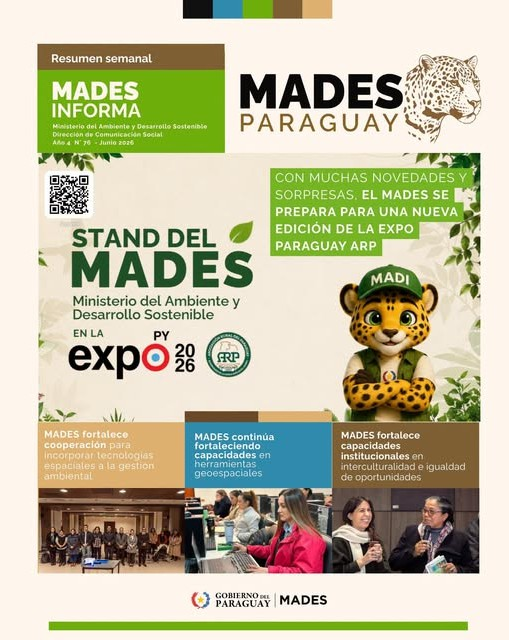 Resumen semanal
MADES
INFORMA
Ministerio del Ambiente y Desarrollo Sostenible
Dirección de Comunicación Social
Año 4 N° 76 - Junio 2026
MADES
PARAGUAY
CON MUCHAS NOVEDADES Y
SORPRESAS, EL MADES SE
PREPARA PARA UNA NUEVA
EDICIÓN DE LA EXPO
PARAGUAY ARP
STAND DEL
MADES
Ministerio del Ambiente y
Desarrollo Sostenible
EN LA
PY
expo
20
26
ARP
MADI
MADES fortalece
cooperación para
incorporar tecnologías
espaciales a la gestión
ambiental
MADES continúa
fortaleciendo
capacidades en
herramientas
geoespaciales
MADES fortalece
capacidades
institucionales en
interculturalidad e igualdad
de oportunidades
GOBIERNO DEL
PARAGUAY
MADES